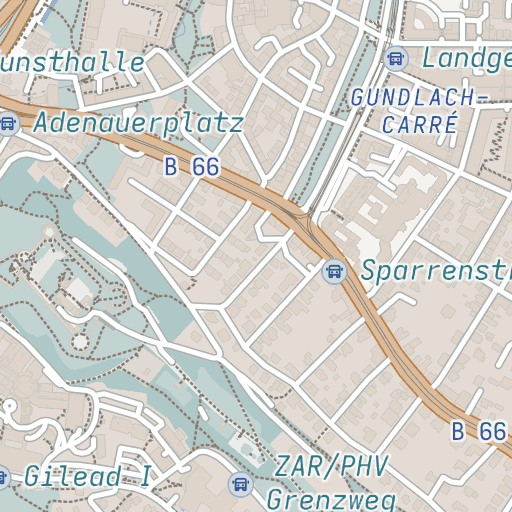 unsthalle
Landge
GUNDLACH-
CARRÉ
Adenauerplatz
B 66
Sparrenst
B 66
ZAR/PHV
Gilead I
Grenzweg